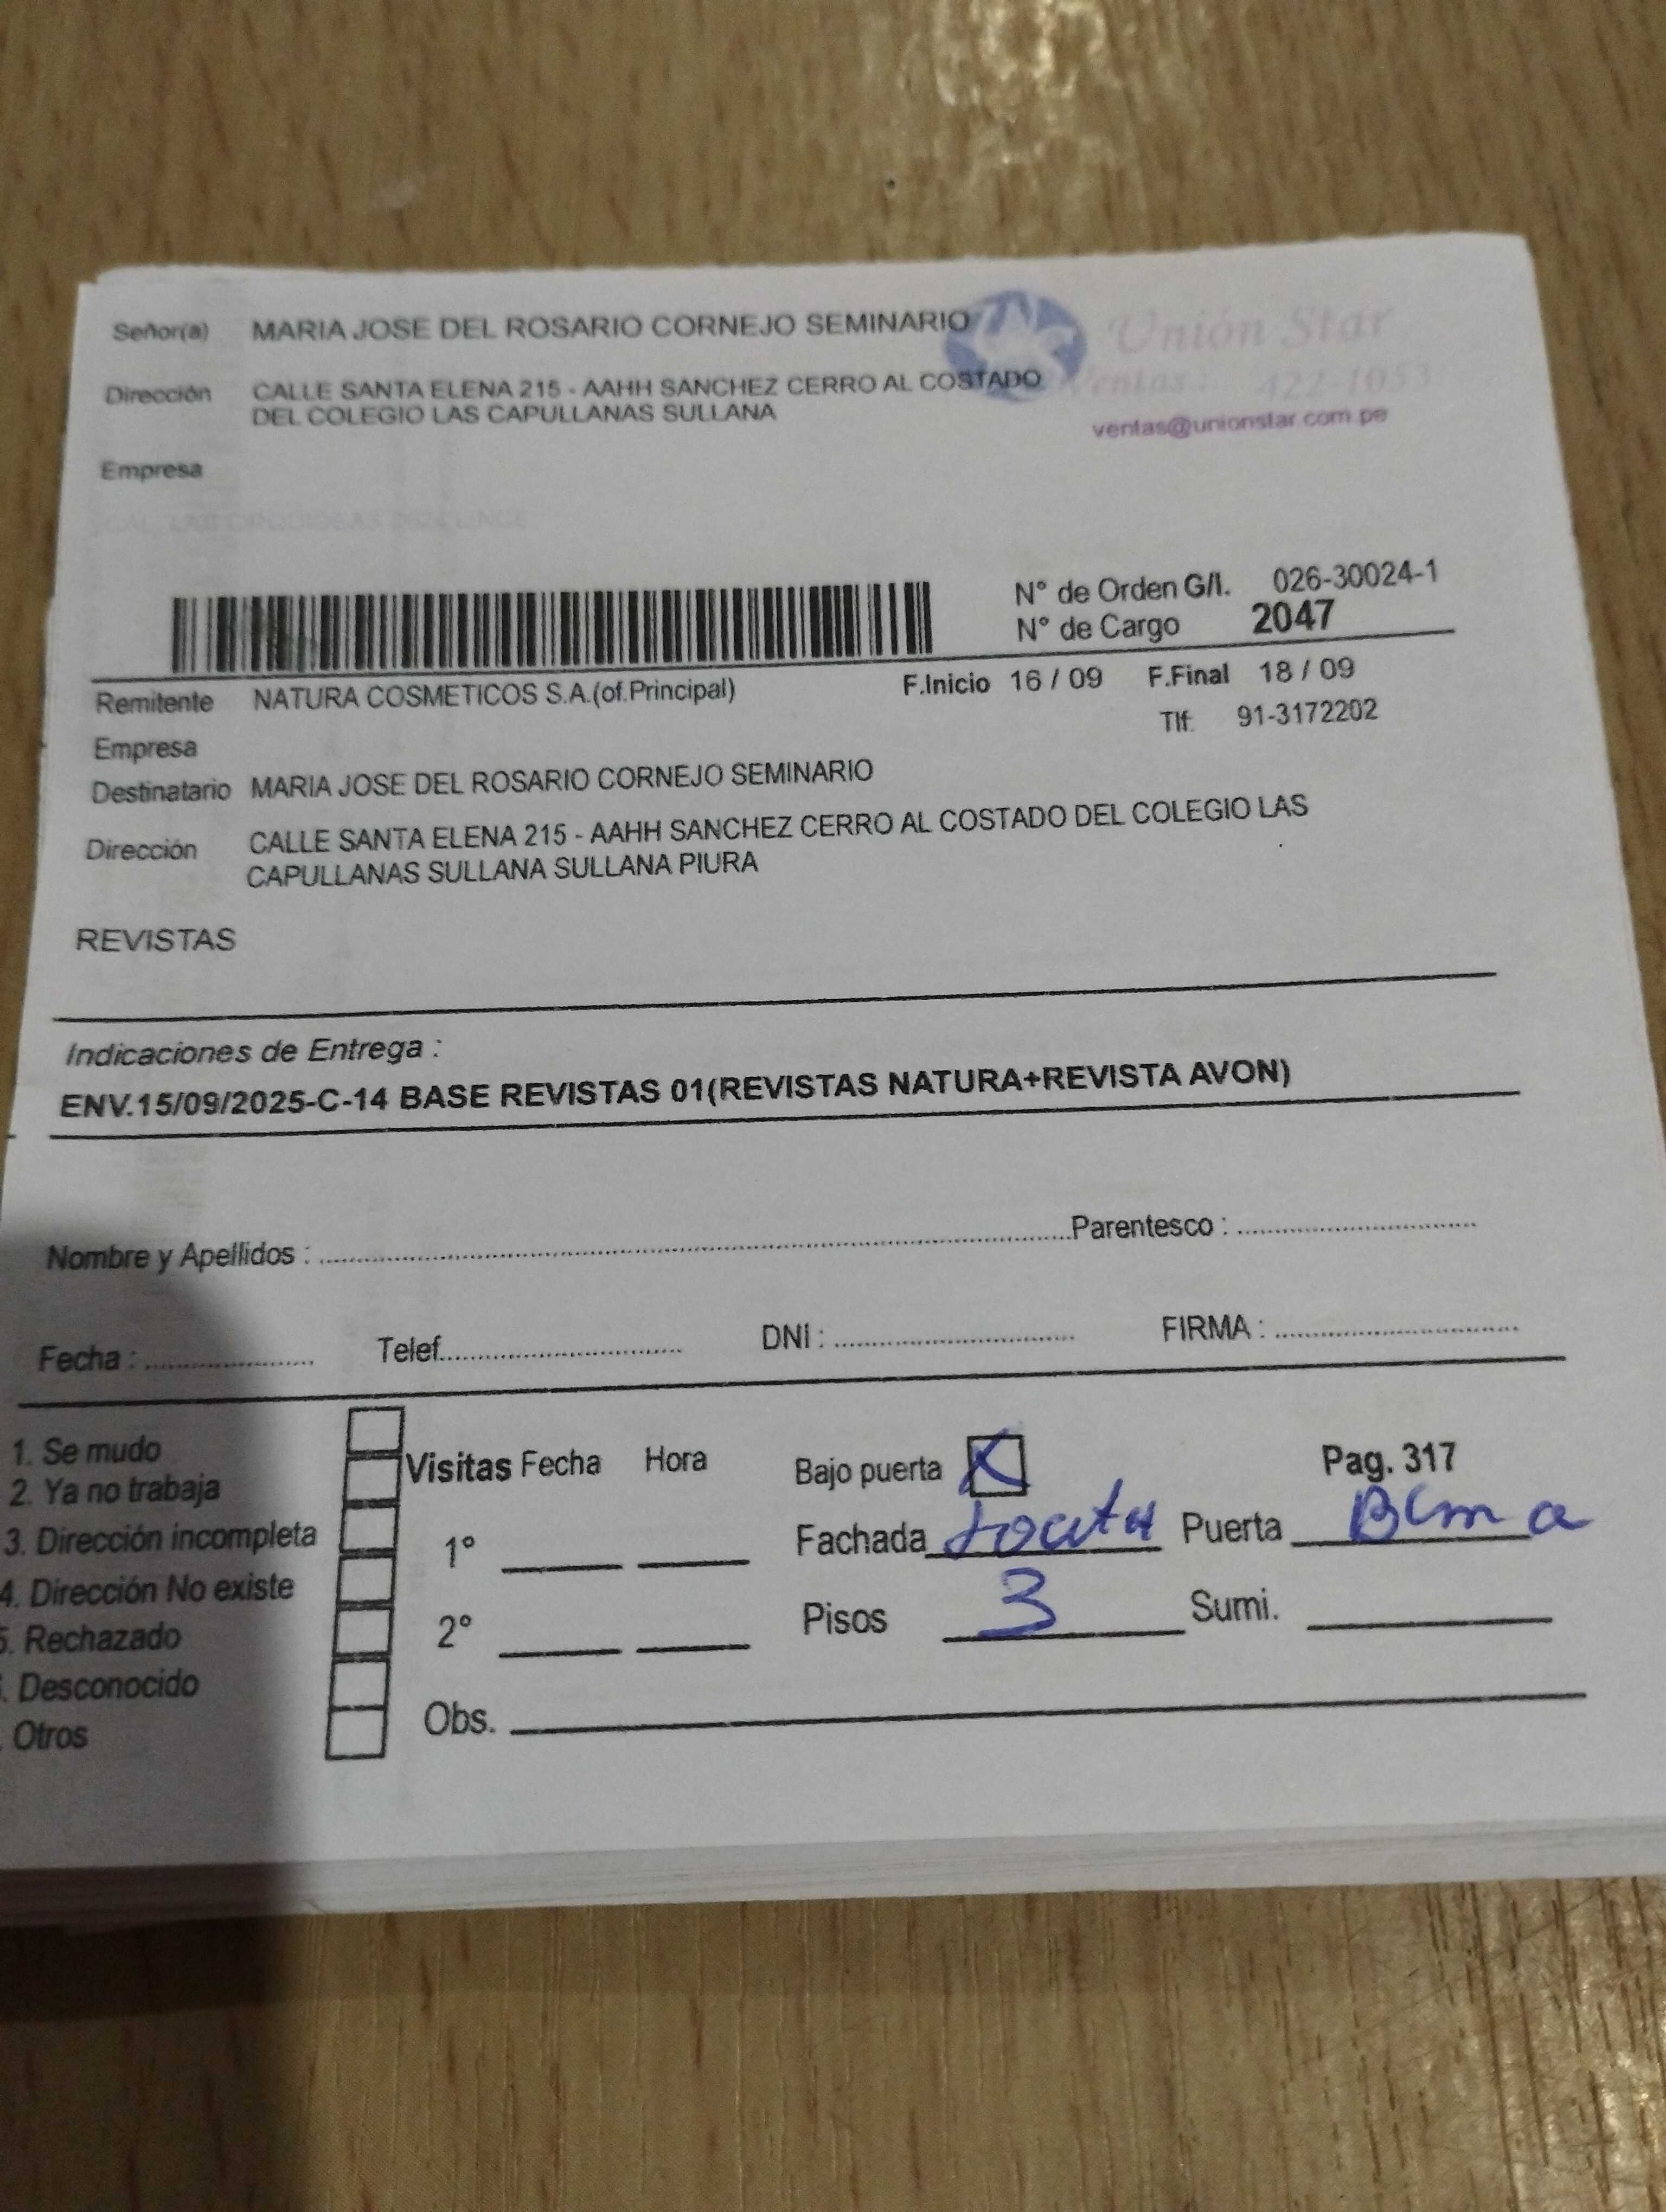 Señor(a) MARIA JOSE DEL ROSARIO CORNEJO SEMINARIO
Unión Star
Dirección CALLE SANTA ELENA 215 - AAHH SANCHEZ CERRO AL COSTADO
DEL COLEGIO LAS CAPULLANAS SULLANA
Ventas: 422-1053
ventas@unionstar.com.pe
Empresa
N° de Orden G/I. 026-30024-1
N° de Cargo 2047
Remitente NATURA COSMETICOS S.A.(of.Principal) F.Inicio 16 / 09 F.Final 18 / 09
Tlf: 91-3172202
Empresa
Destinatario MARIA JOSE DEL ROSARIO CORNEJO SEMINARIO
Dirección CALLE SANTA ELENA 215 - AAHH SANCHEZ CERRO AL COSTADO DEL COLEGIO LAS
CAPULLANAS SULLANA SULLANA PIURA
REVISTAS
Indicaciones de Entrega :
ENV.15/09/2025-C-14 BASE REVISTAS 01(REVISTAS NATURA+REVISTA AVON)
Nombre y Apellidos : Parentesco :
Fecha : Telef. DNI : FIRMA :
1. Se mudo
2. Ya no trabaja
3. Dirección incompleta
4. Dirección No existe
5. Rechazado
. Desconocido
. Otros
Visitas Fecha Hora
1°
2°
Obs.
Bajo puerta X Pag. 317
Fachada Puerta
Pisos 3 Sumi.